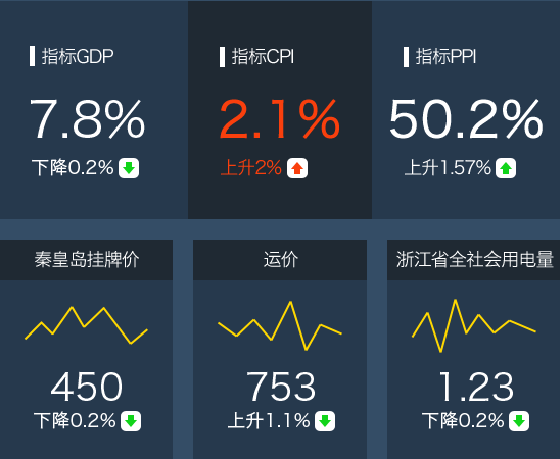 指标GDP
指标CPI
指标PPI
7.8%
2.1%
50.2%
下降0.2%
上升2%
上升1.57%
秦皇岛挂牌价
运价
浙江省全社会用电量
450
753
1.23
下降0.2%
上升1.1%
下降0.2%